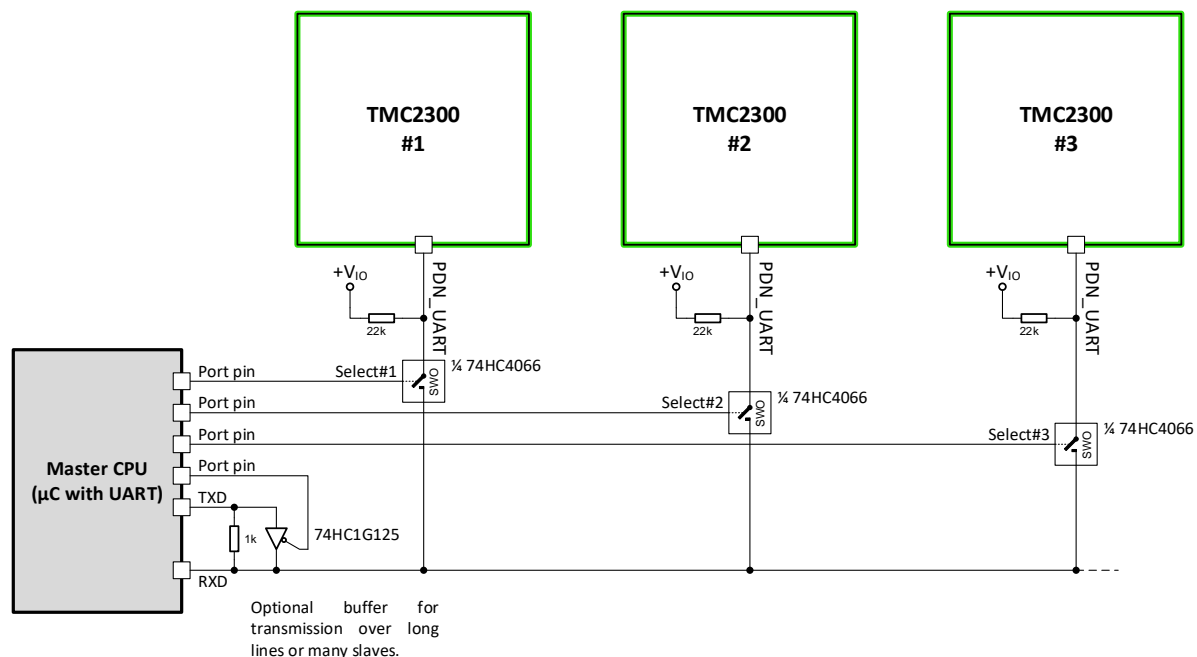 TMC2300
#1
TMC2300
#2
TMC2300
#3
+VIO
22k
PDN_UART
+VIO
22k
PDN_UART
+VIO
22k
PDN_UART
Port pin
Select#1
SWO
¼ 74HC4066
Port pin
Select#2
SWO
¼ 74HC4066
Port pin
Select#3
SWO
¼ 74HC4066
Port pin
Master CPU
(µC with UART)
TXD
1k
74HC1G125
RXD
Optional buffer for
transmission over long
lines or many slaves.